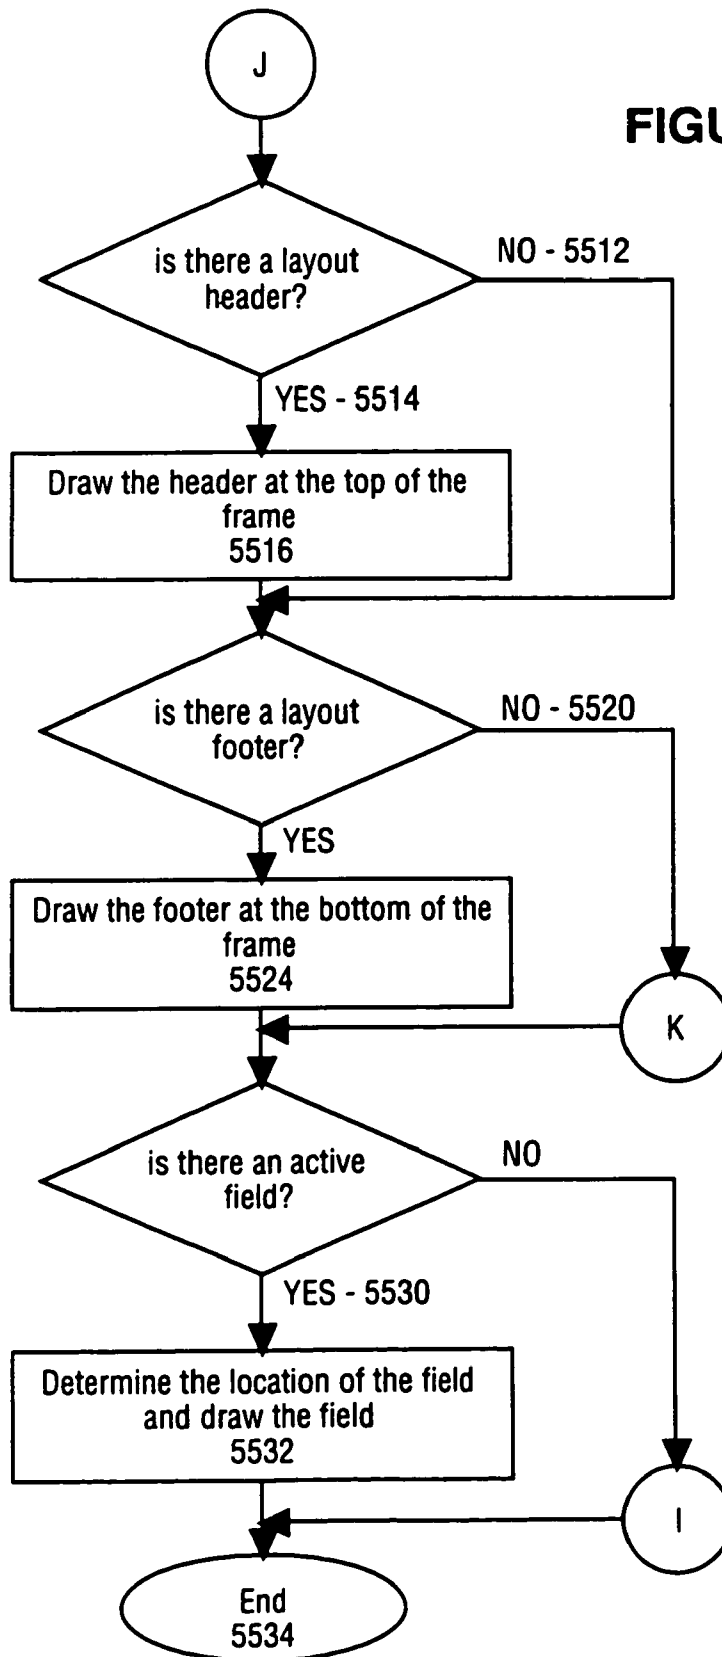 J
FIGU
is there a layout
header?
NO - 5512
YES - 5514
Draw the header at the top of the
frame
5516
is there a layout
footer?
NO - 5520
YES
Draw the footer at the bottom of the
frame
5524
K
is there an active
field?
NO
YES - 5530
Determine the location of the field
and draw the field
5532
I
End
5534